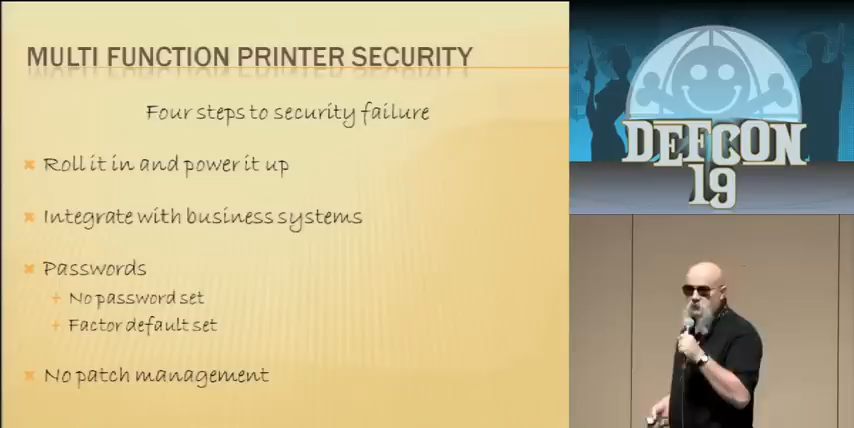 MULTI FUNCTION PRINTER SECURITY
Four steps to security failure
Roll it in and power it up
Integrate with business systems
Passwords
No password set
Factor default set
No patch management
DEFCON
19